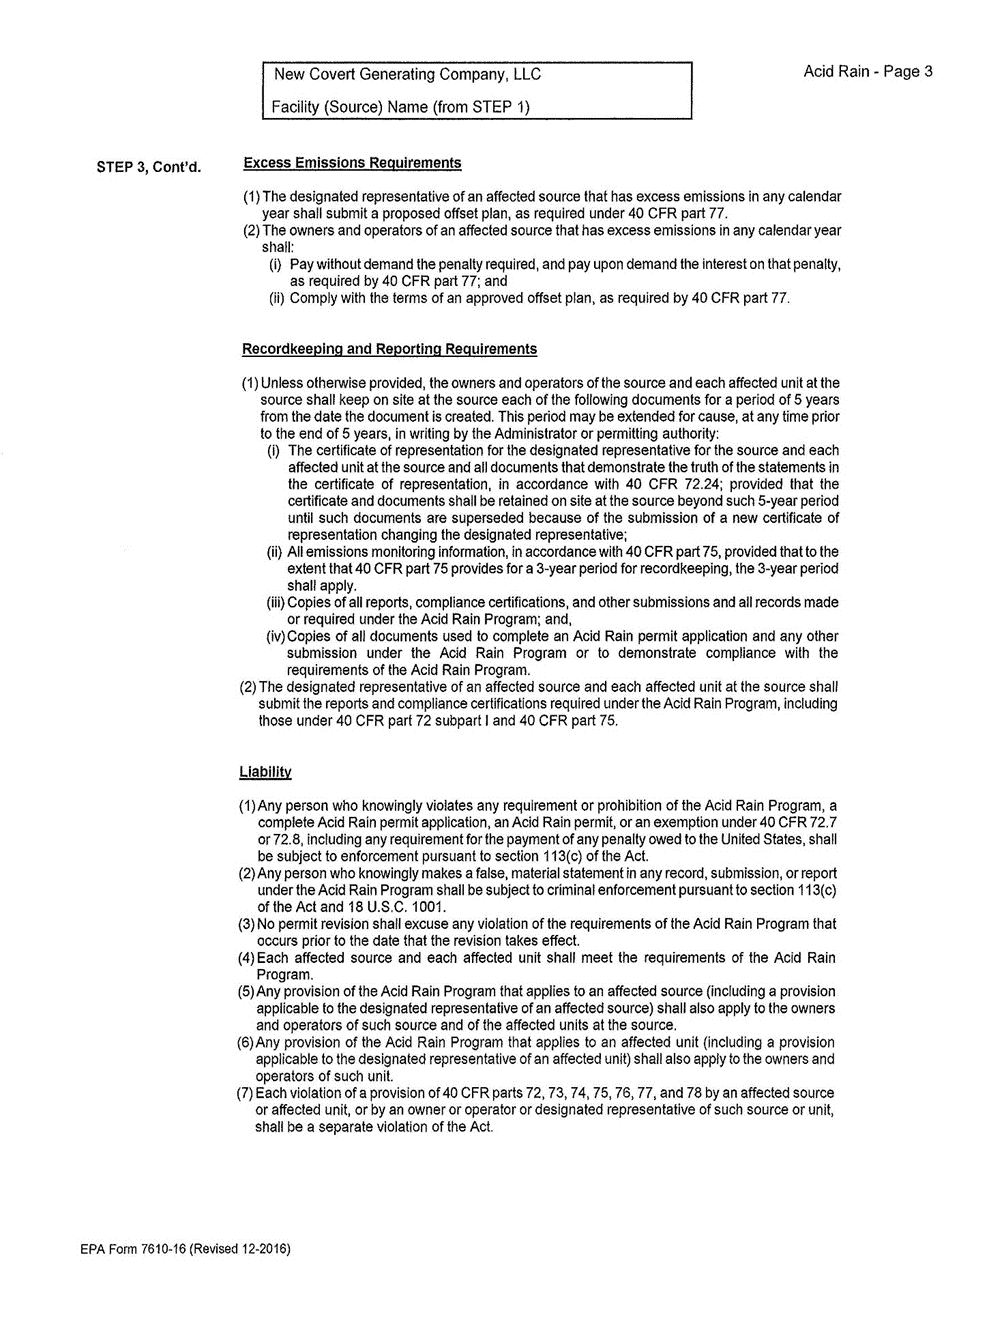 New Covert Generating Company, LLC
Facility (Source) Name (from STEP 1)
Acid Rain - Page 3
STEP 3, Cont'd.
Excess Emissions Requirements
(1) The designated representative of an affected source that has excess emissions in any calendar
year shall submit a proposed offset plan, as required under 40 CFR part 77.
(2) The owners and operators of an affected source that has excess emissions in any calendar year
shall:
(i) Pay without demand the penalty required, and pay upon demand the interest on that penalty,
as required by 40 CFR part 77; and
(ii) Comply with the terms of an approved offset plan, as required by 40 CFR part 77.
Recordkeeping and Reporting Requirements
(1) Unless otherwise provided, the owners and operators of the source and each affected unit at the
source shall keep on site at the source each of the following documents for a period of 5 years
from the date the document is created. This period may be extended for cause, at any time prior
to the end of 5 years, in writing by the Administrator or permitting authority:
(i) The certificate of representation for the designated representative for the source and each
affected unit at the source and all documents that demonstrate the truth of the statements in
the certificate of representation, in accordance with 40 CFR 72.24; provided that the
certificate and documents shall be retained on site at the source beyond such 5-year period
until such documents are superseded because of the submission of a new certificate of
representation changing the designated representative;
(ii) All emissions monitoring information, in accordance with 40 CFR part 75, provided that to the
extent that 40 CFR part 75 provides for a 3-year period for recordkeeping, the 3-year period
shall apply.
(iii) Copies of all reports, compliance certifications, and other submissions and all records made
or required under the Acid Rain Program; and,
(iv) Copies of all documents used to complete an Acid Rain permit application and any other
submission under the Acid Rain Program or to demonstrate compliance with the
requirements of the Acid Rain Program.
(2) The designated representative of an affected source and each affected unit at the source shall
submit the reports and compliance certifications required under the Acid Rain Program, including
those under 40 CFR part 72 subpart I and 40 CFR part 75.
Liability
(1) Any person who knowingly violates any requirement or prohibition of the Acid Rain Program, a
complete Acid Rain permit application, an Acid Rain permit, or an exemption under 40 CFR 72.7
or 72.8, including any requirement for the payment of any penalty owed to the United States, shall
be subject to enforcement pursuant to section 113(c) of the Act.
(2) Any person who knowingly makes a false, material statement in any record, submission, or report
under the Acid Rain Program shall be subject to criminal enforcement pursuant to section 113(c)
of the Act and 18 U.S.C. 1001.
(3) No permit revision shall excuse any violation of the requirements of the Acid Rain Program that
occurs prior to the date that the revision takes effect.
(4) Each affected source and each affected unit shall meet the requirements of the Acid Rain
Program.
(5) Any provision of the Acid Rain Program that applies to an affected source (including a provision
applicable to the designated representative of an affected source) shall also apply to the owners
and operators of such source and of the affected units at the source.
(6) Any provision of the Acid Rain Program that applies to an affected unit (including a provision
applicable to the designated representative of an affected unit) shall also apply to the owners and
operators of such unit.
(7) Each violation of a provision of 40 CFR parts 72, 73, 74, 75, 76, 77, and 78 by an affected source
or affected unit, or by an owner or operator or designated representative of such source or unit,
shall be a separate violation of the Act.
EPA Form 7610-16 (Revised 12-2016)